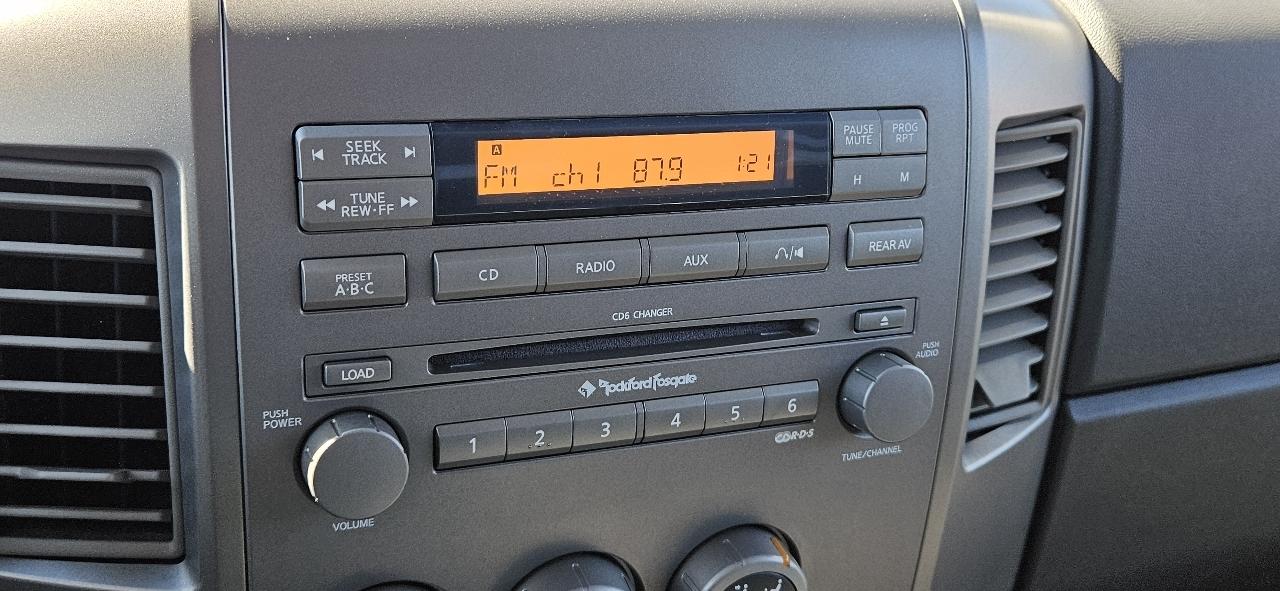 SEEK
TRACK
A
FM ch1 87.9 1:21
PAUSE
MUTE
PROG
RPT
TUNE
REW·FF
H M
PRESET
A·B·C
CD RADIO AUX
REAR AV
CD6 CHANGER
LOAD
Rockford Fosgate
PUSH
AUDIO
PUSH
POWER
1 2 3 4 5 6
R·D·S
TUNE/CHANNEL
VOLUME